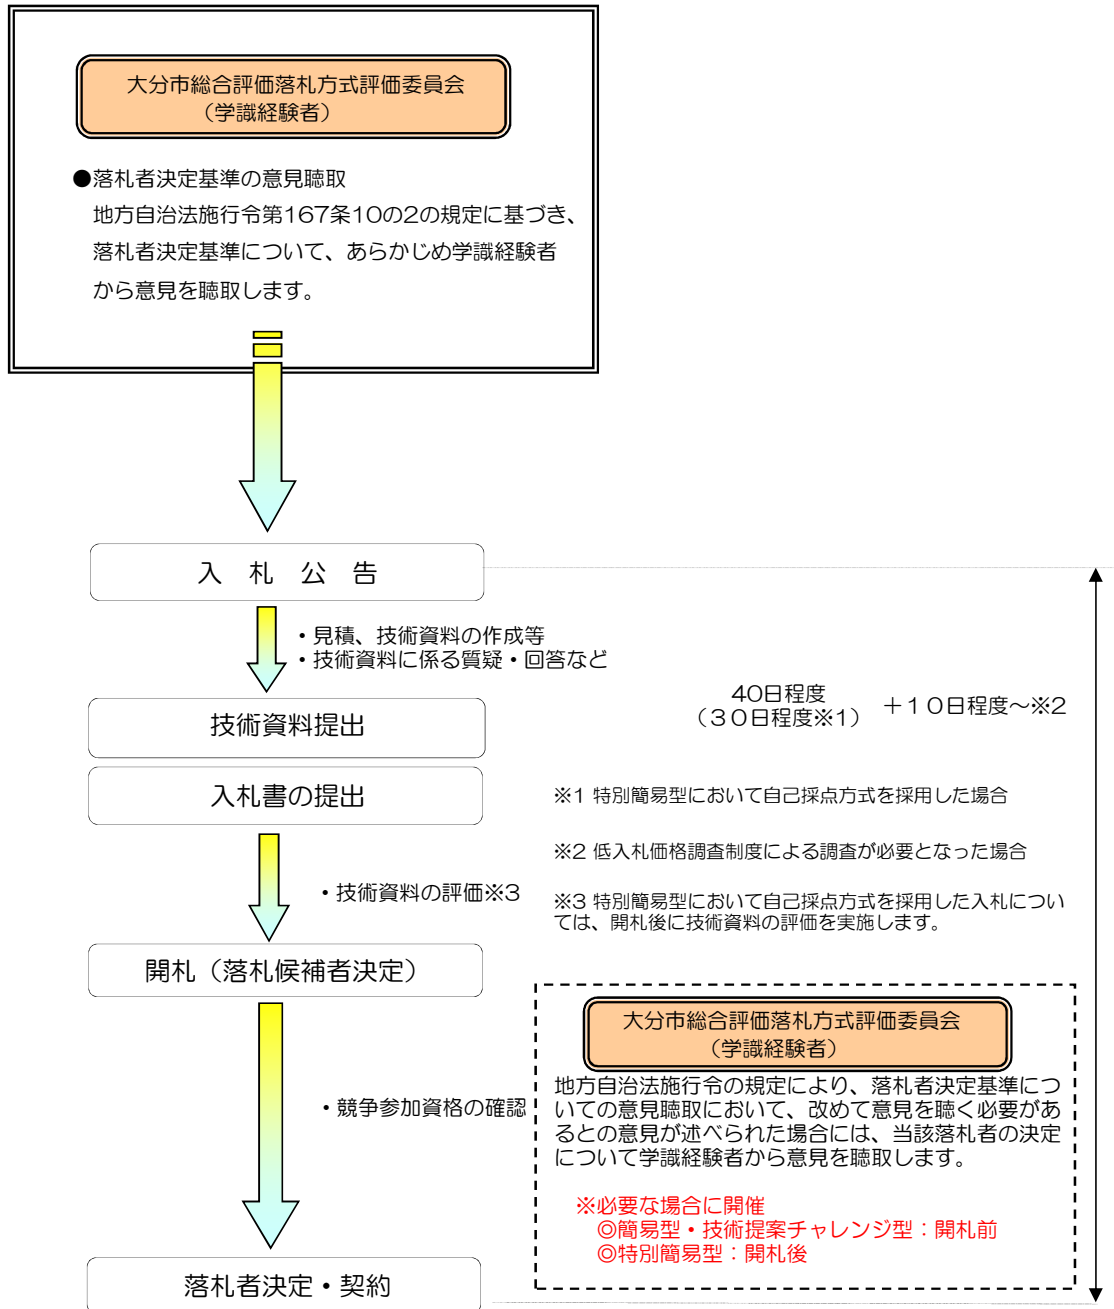 大分市総合評価落札方式評価委員会
（学識経験者）
●落札者決定基準の意見聴取
地方自治法施行令第167条10の2の規定に基づき、
落札者決定基準について、あらかじめ学識経験者
から意見を聴取します。
入　札　公　告
・見積、技術資料の作成等
・技術資料に係る質疑・回答など
技術資料提出
40日程度
（３０日程度※1）
＋１０日程度～※2
入札書の提出
※1 特別簡易型において自己採点方式を採用した場合
※2 低入札価格調査制度による調査が必要となった場合
・技術資料の評価※3
※3 特別簡易型において自己採点方式を採用した入札につい
ては、開札後に技術資料の評価を実施します。
開札（落札候補者決定）
・競争参加資格の確認
大分市総合評価落札方式評価委員会
（学識経験者）
地方自治法施行令の規定により、落札者決定基準につ
いての意見聴取において、改めて意見を聴く必要があ
るとの意見が述べられた場合には、当該落札者の決定
について学識経験者から意見を聴取します。
※必要な場合に開催
◎簡易型・技術提案チャレンジ型：開札前
◎特別簡易型：開札後
落札者決定・契約